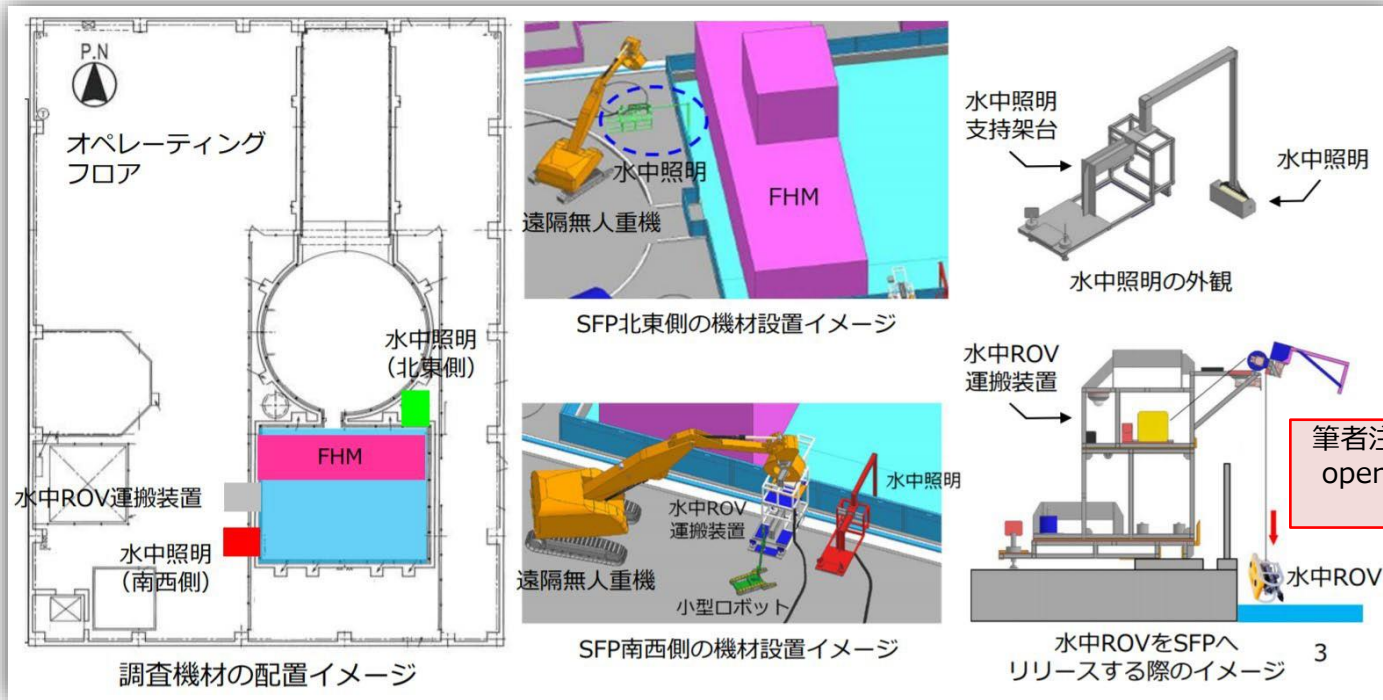 P.N
オペレーティング
フロア
水中照明
（北東側）
FHM
水中ROV運搬装置
水中照明
（南西側）
調査機材の配置イメージ
水中照明
遠隔無人重機
FHM
SFP北東側の機材設置イメージ
水中照明
水中ROV
運搬装置
遠隔無人重機
小型ロボット
SFP南西側の機材設置イメージ
水中照明
支持架台
水中照明
水中照明の外観
水中ROV
運搬装置
筆者注
open
水中ROV
水中ROVをSFPへ
リリースする際のイメージ
3